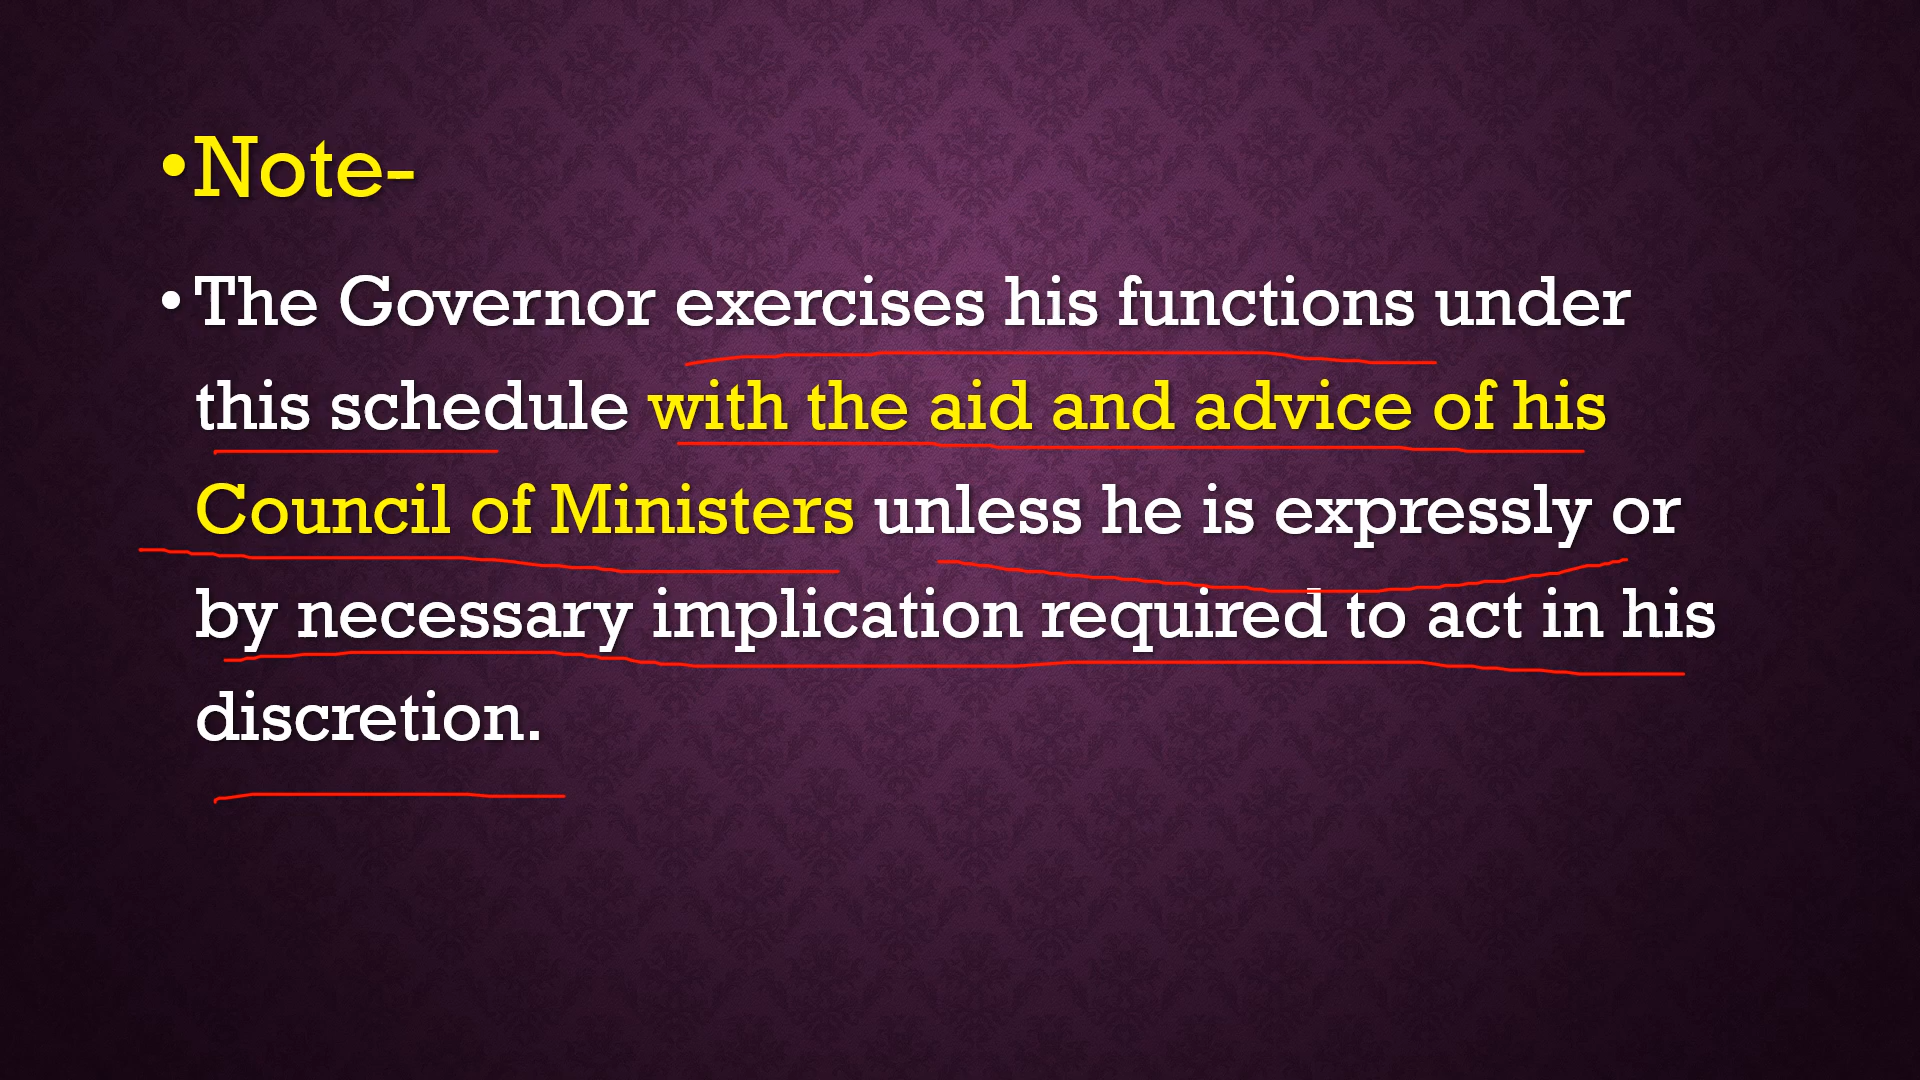 •Note-
•The Governor exercises his functions under
this schedule with the aid and advice of his
Council of Ministers unless he is expressly or
by necessary implication required to act in his
discretion.